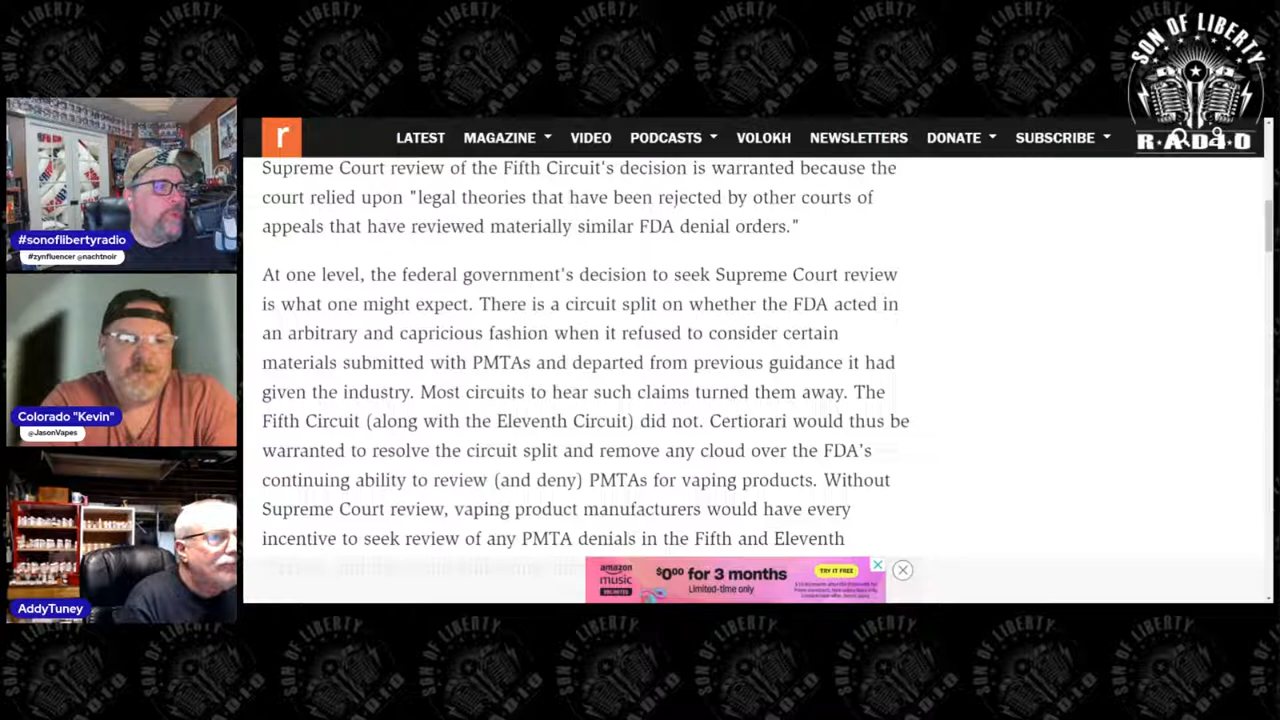 SON OF LIBERTY
RADIO
r
LATEST
MAGAZINE
VIDEO
PODCASTS
VOLOKH
NEWSLETTERS
DONATE
SUBSCRIBE
Supreme Court review of the Fifth Circuit's decision is warranted because the
court relied upon "legal theories that have been rejected by other courts of
appeals that have reviewed materially similar FDA denial orders."
At one level, the federal government's decision to seek Supreme Court review
is what one might expect. There is a circuit split on whether the FDA acted in
an arbitrary and capricious fashion when it refused to consider certain
materials submitted with PMTAs and departed from previous guidance it had
given the industry. Most circuits to hear such claims turned them away. The
Fifth Circuit (along with the Eleventh Circuit) did not. Certiorari would thus be
warranted to resolve the circuit split and remove any cloud over the FDA's
continuing ability to review (and deny) PMTAs for vaping products. Without
Supreme Court review, vaping product manufacturers would have every
incentive to seek review of any PMTA denials in the Fifth and Eleventh
#sonoflibertyradio
#zynfluencer @nachtnoir
Colorado "Kevin"
@JasonVapes
AddyTuney
amazon
music
UNLIMITED
$0.00 for 3 months
Limited-time only
TRY IT FREE